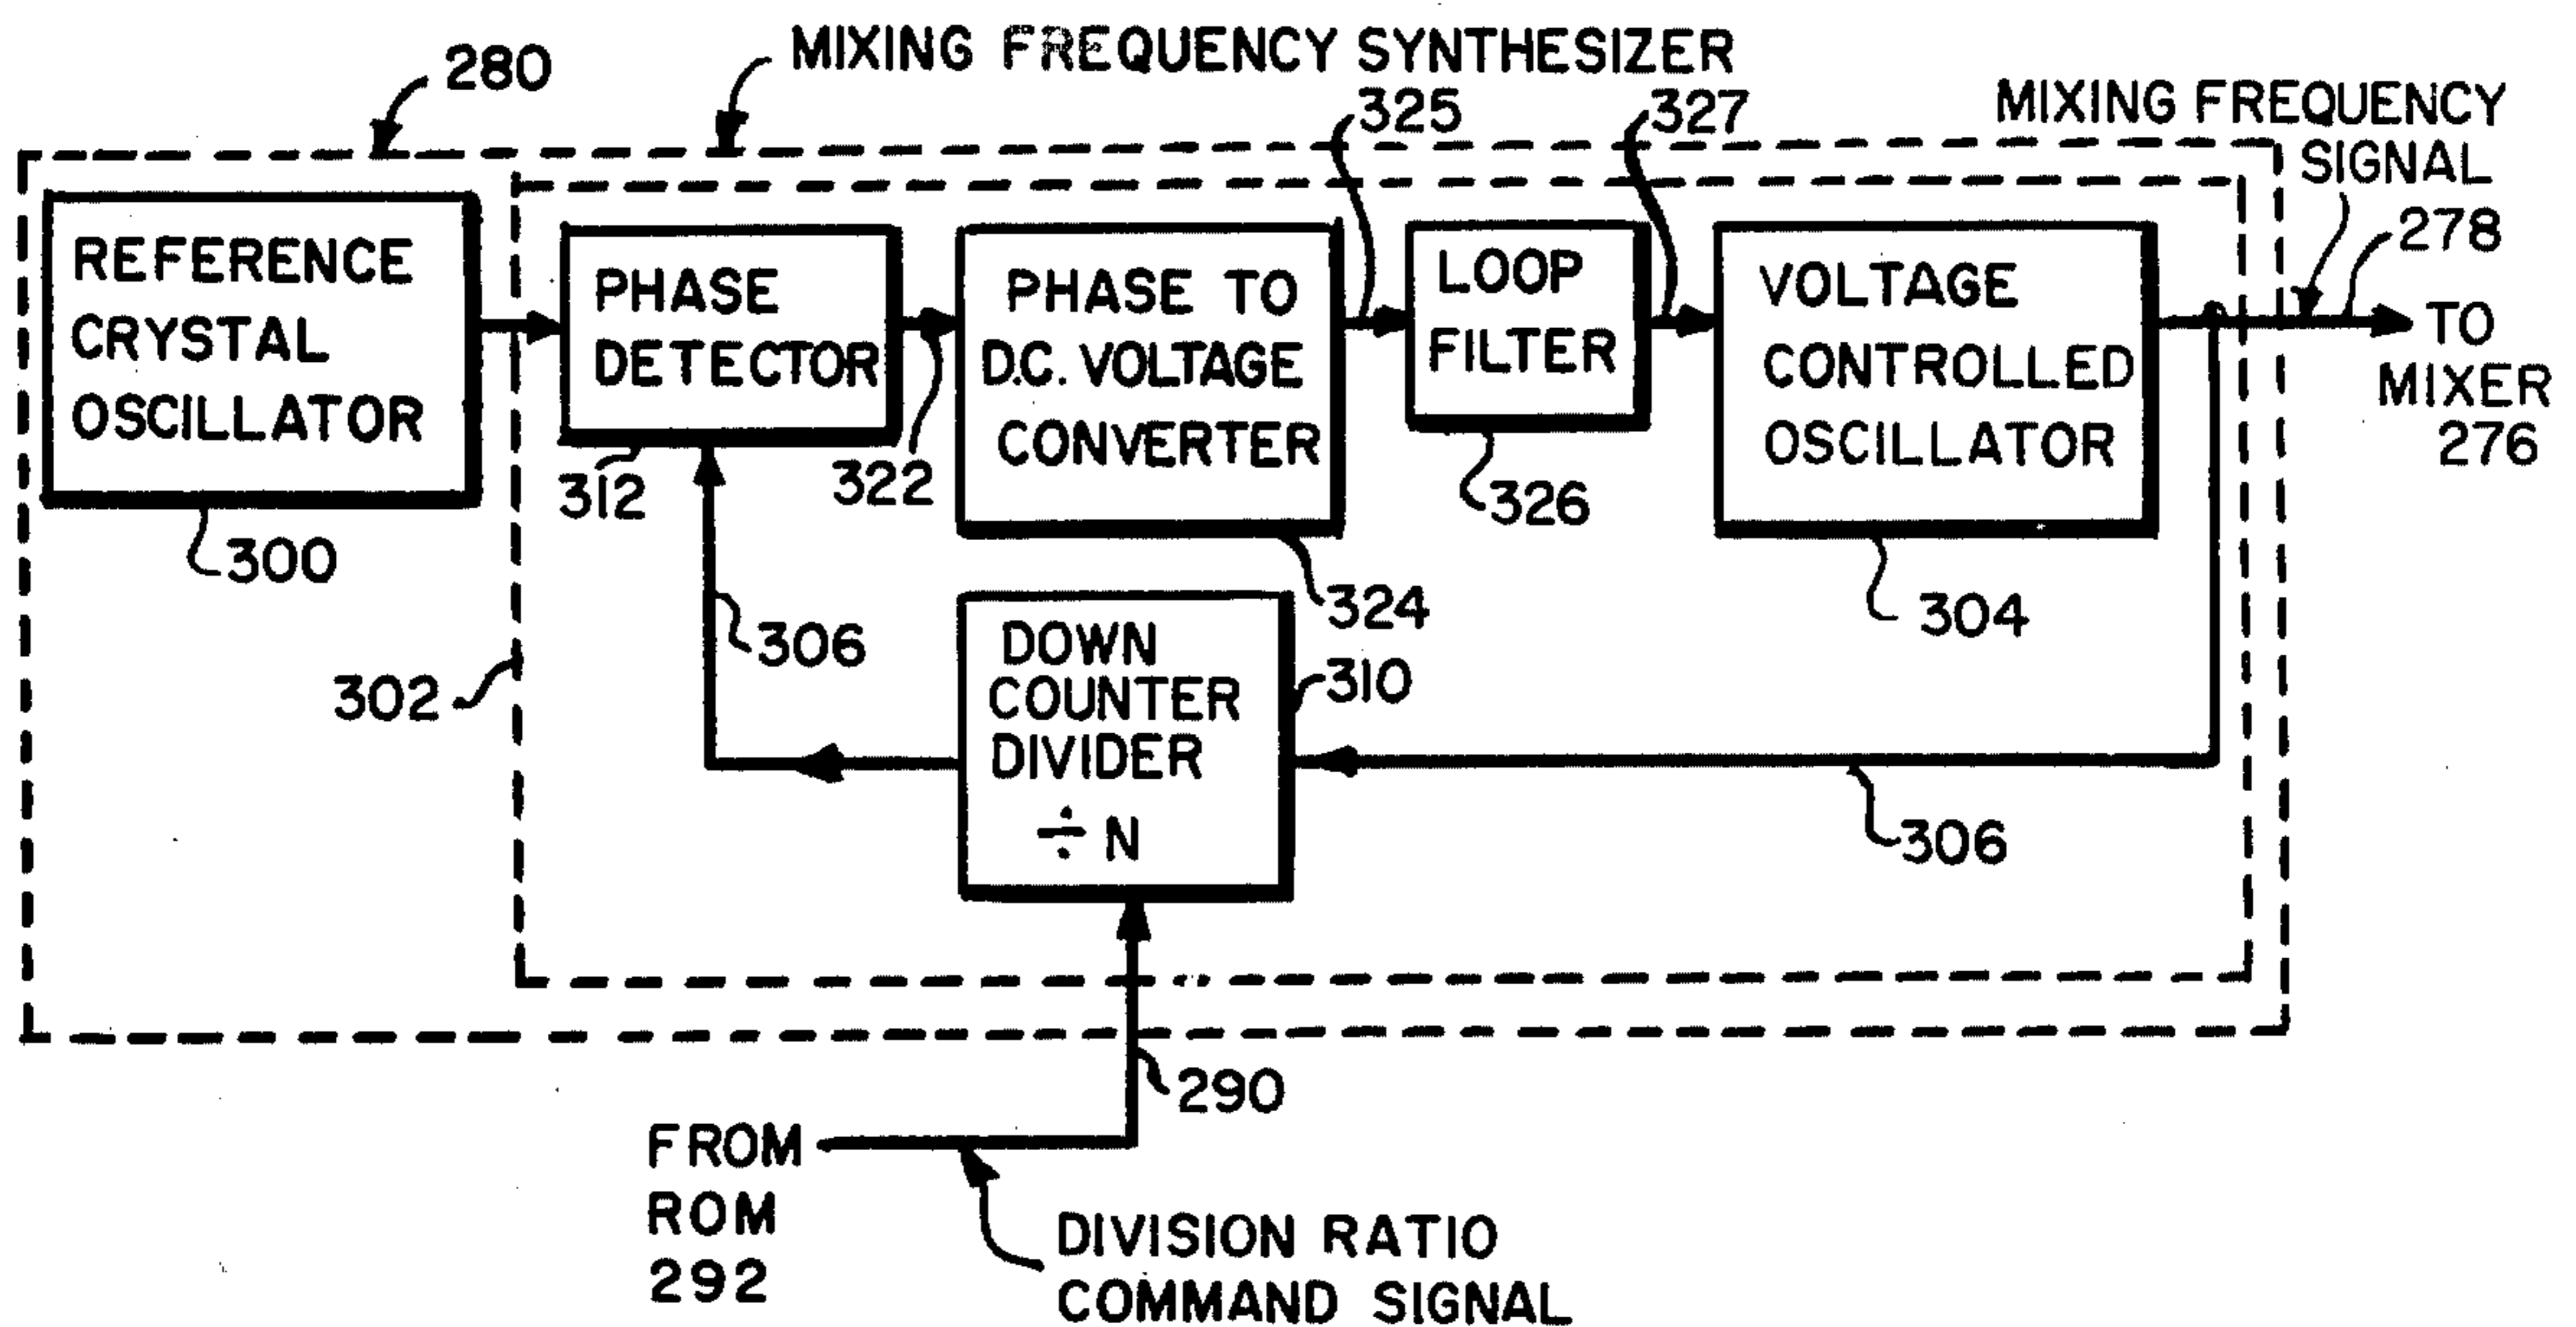 280
MIXING FREQUENCY SYNTHESIZER
325
327
MIXING FREQUENCY
SIGNAL
278
REFERENCE
CRYSTAL
OSCILLATOR
300
PHASE
DETECTOR
312
322
PHASE TO
D.C. VOLTAGE
CONVERTER
324
LOOP
FILTER
326
VOLTAGE
CONTROLLED
OSCILLATOR
304
TO
MIXER
276
302
306
DOWN
COUNTER
DIVIDER
÷ N
310
306
290
FROM
ROM
292
DIVISION RATIO
COMMAND SIGNAL